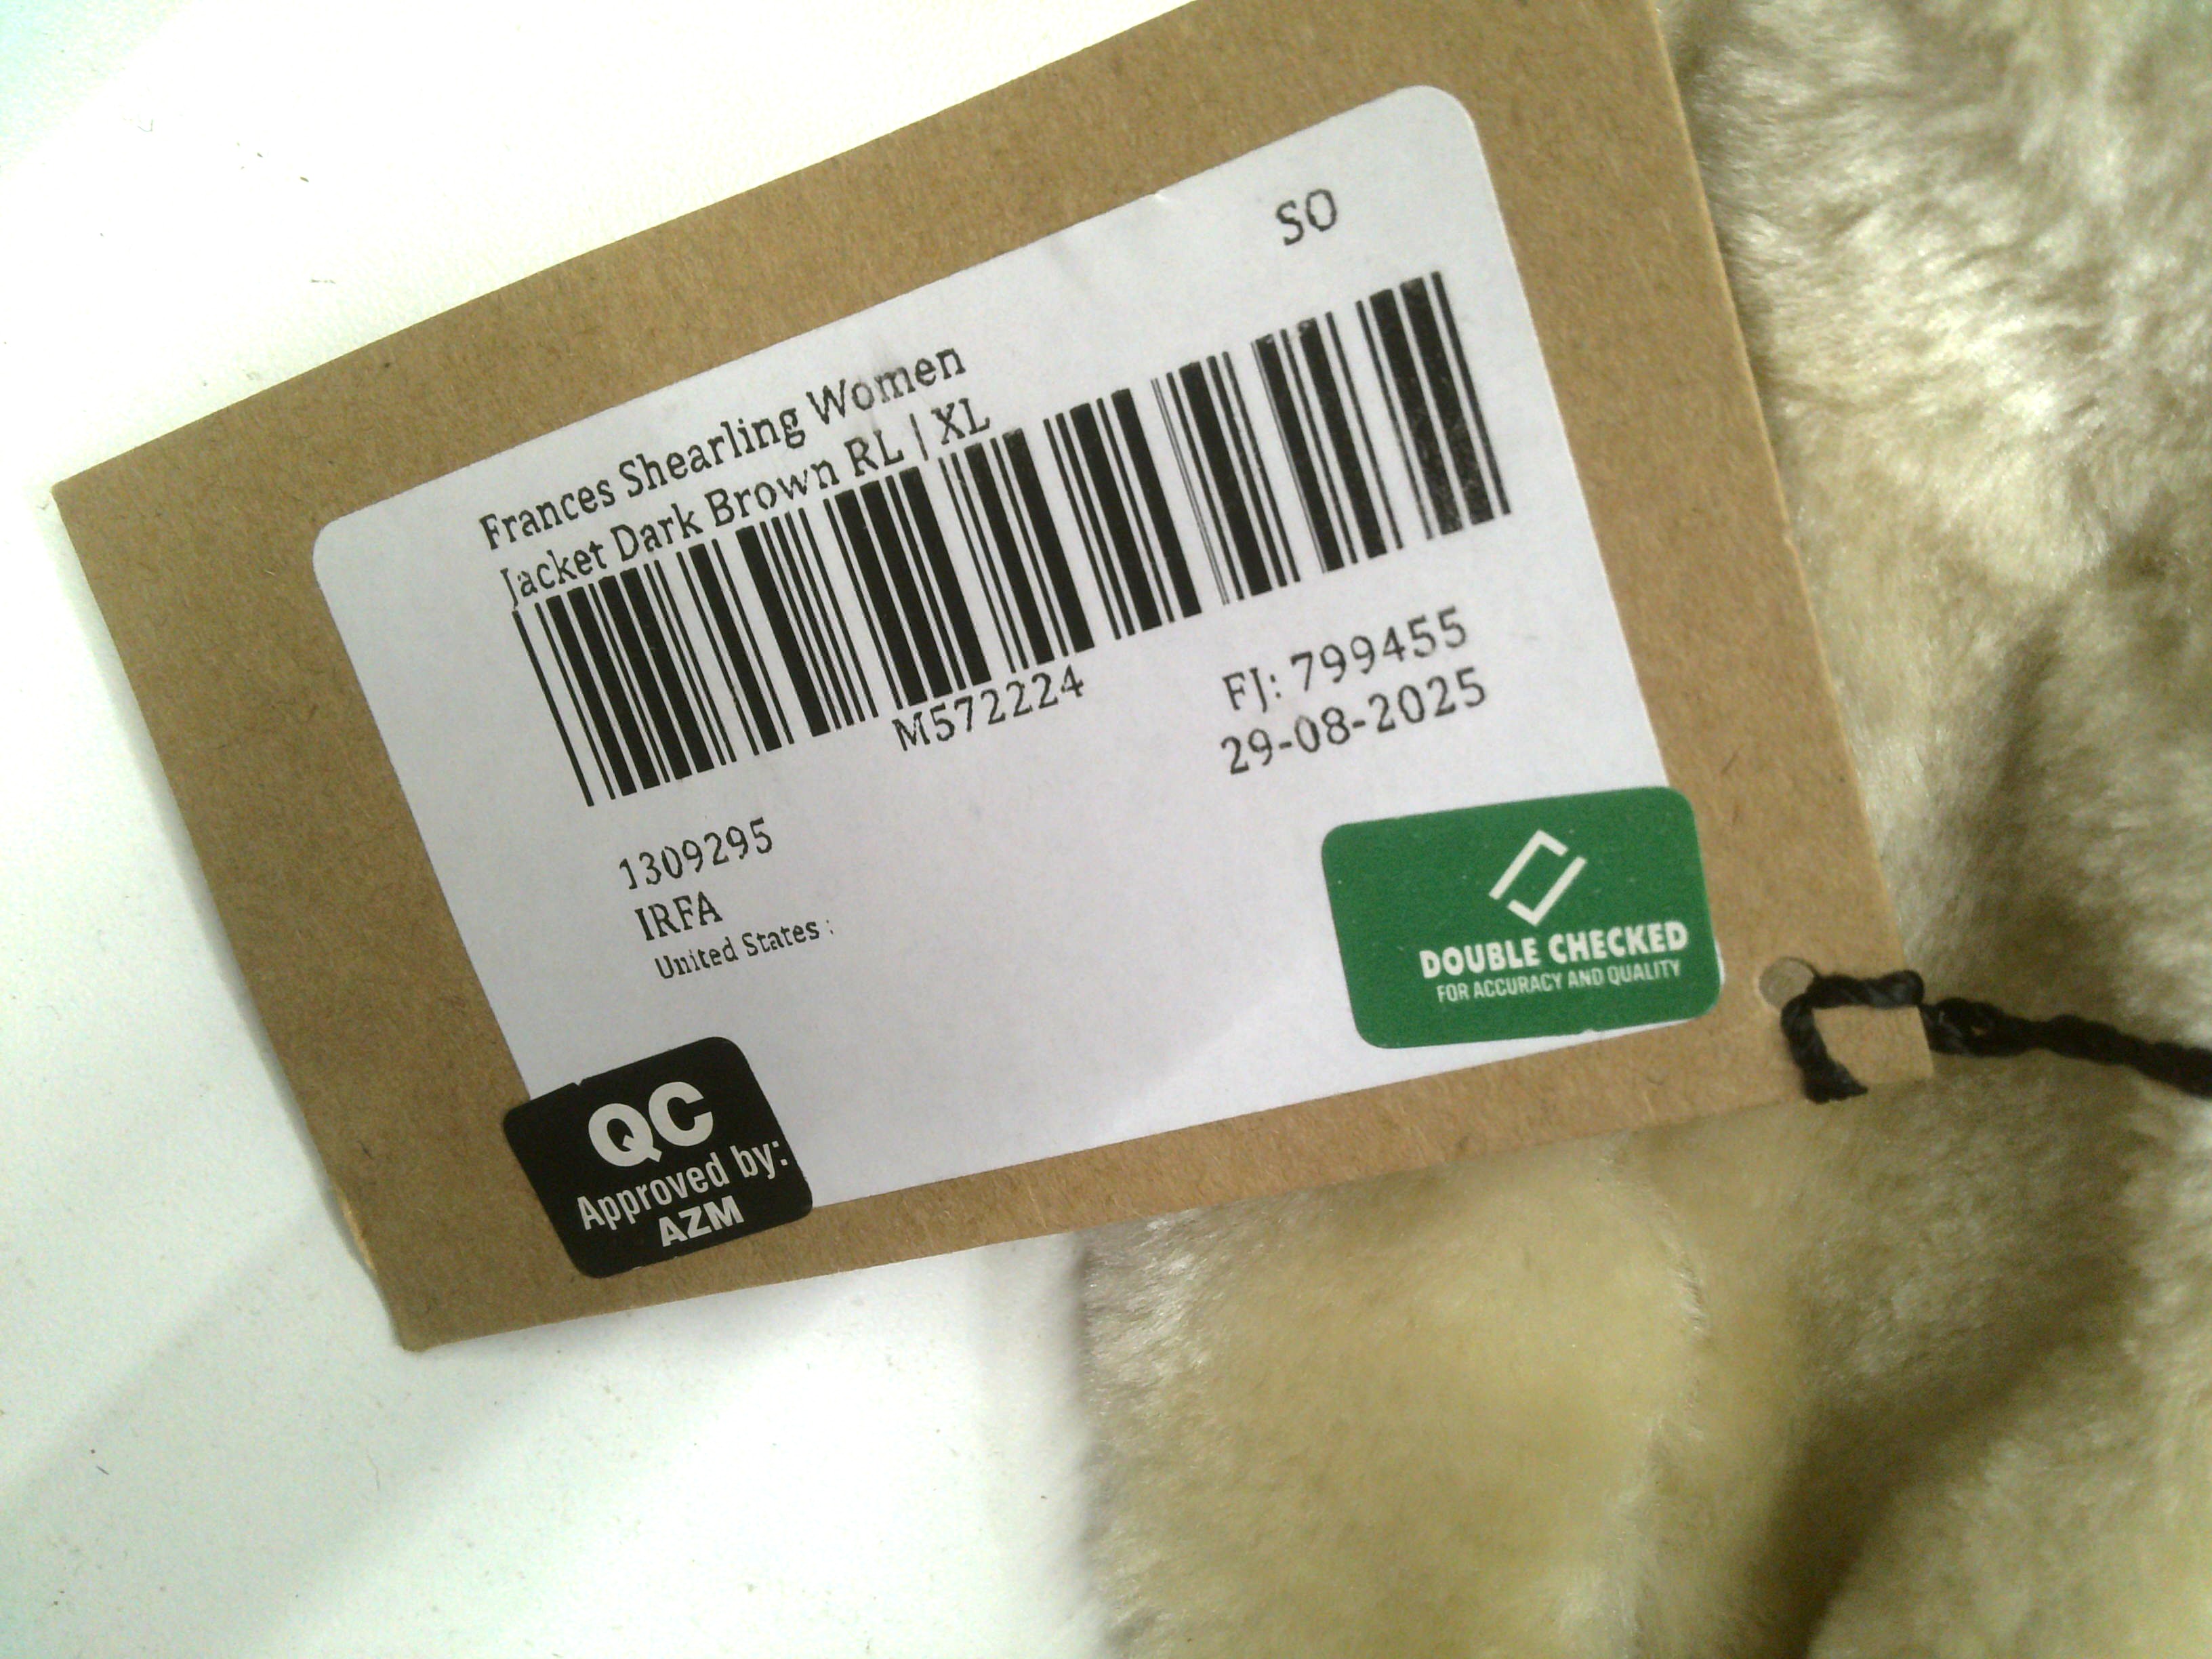 SO
Frances Shearling Women
Jacket Dark Brown RL | XL
M572224
FJ: 799455
29-08-2025
1309295
IRFA
United States :
DOUBLE CHECKED
FOR ACCURACY AND QUALITY
QC
Approved by:
AZM